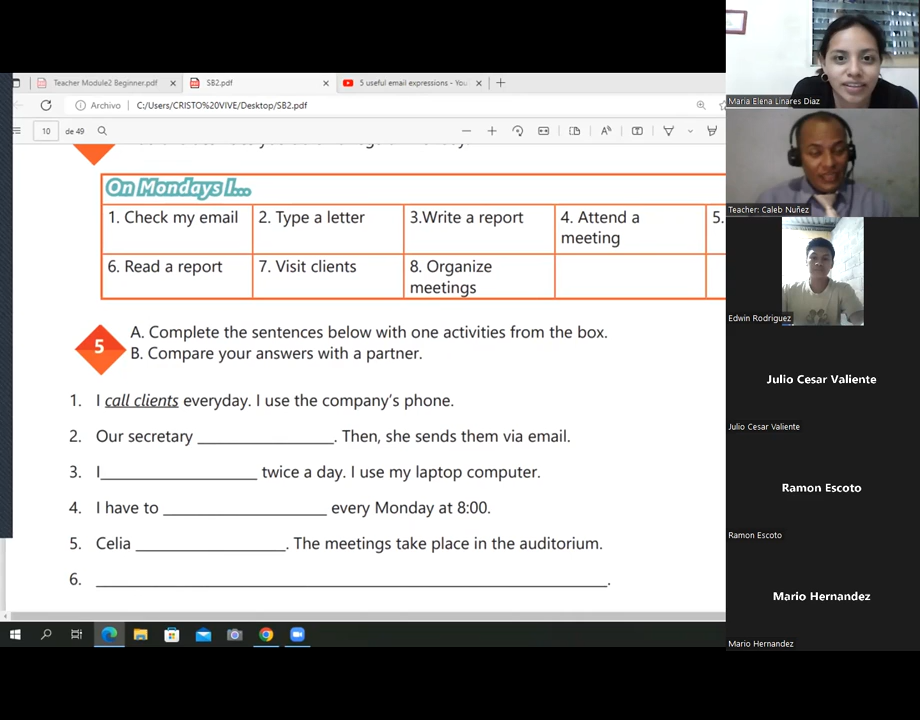 Teacher Module2 Beginner.pdf
SB2.pdf
5 useful email expressions - You
Archivo
C:/Users/CRISTO%20VIVE/Desktop/SB2.pdf
10 de 49
On Mondays I...
1. Check my email
2. Type a letter
3.Write a report
4. Attend a meeting
5.
6. Read a report
7. Visit clients
8. Organize meetings
5
A. Complete the sentences below with one activities from the box.
B. Compare your answers with a partner.
1. I call clients everyday. I use the company's phone.
2. Our secretary ________________. Then, she sends them via email.
3. I___________________ twice a day. I use my laptop computer.
4. I have to ____________________ every Monday at 8:00.
5. Celia __________________. The meetings take place in the auditorium.
6. ______________________________________________________________.
Maria Elena Linares Diaz
Teacher: Caleb Nuñez
Edwin Rodriguez
Julio Cesar Valiente
Julio Cesar Valiente
Ramon Escoto
Ramon Escoto
Mario Hernandez
Mario Hernandez